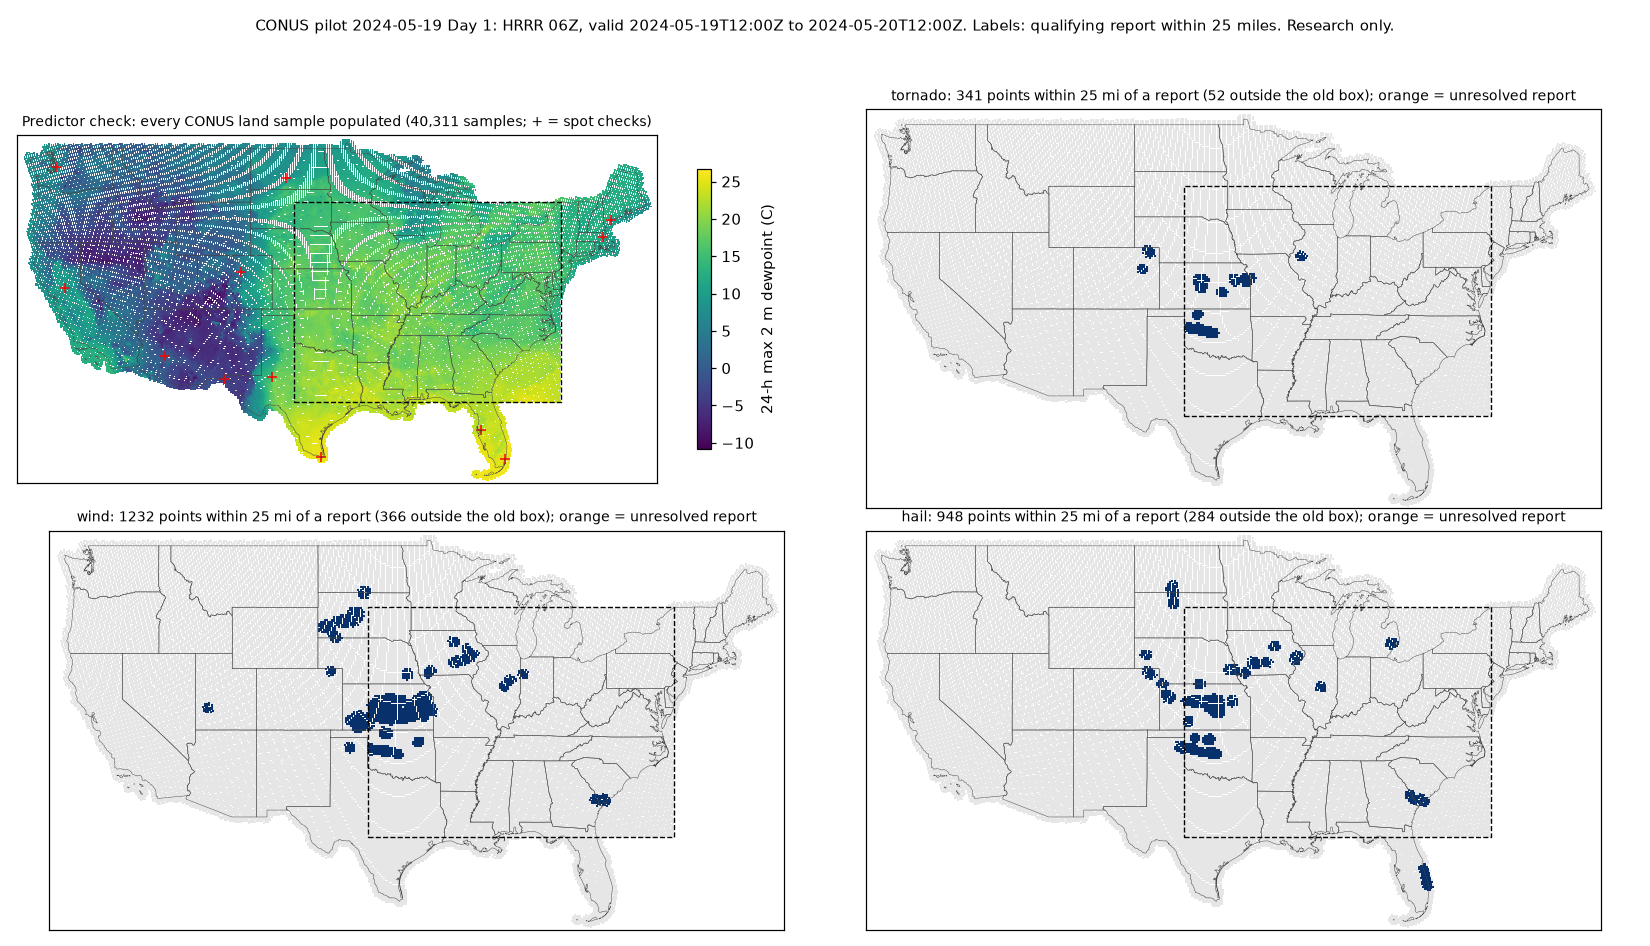 CONUS pilot 2024-05-19 Day 1: HRRR 06Z, valid 2024-05-19T12:00Z to 2024-05-20T12:00Z. Labels: qualifying report within 25 miles. Research only.
Predictor check: every CONUS land sample populated (40,311 samples; + = spot checks)
25
20
15
10
5
0
−5
−10
24-h max 2 m dewpoint (C)
tornado: 341 points within 25 mi of a report (52 outside the old box); orange = unresolved report
wind: 1232 points within 25 mi of a report (366 outside the old box); orange = unresolved report
hail: 948 points within 25 mi of a report (284 outside the old box); orange = unresolved report